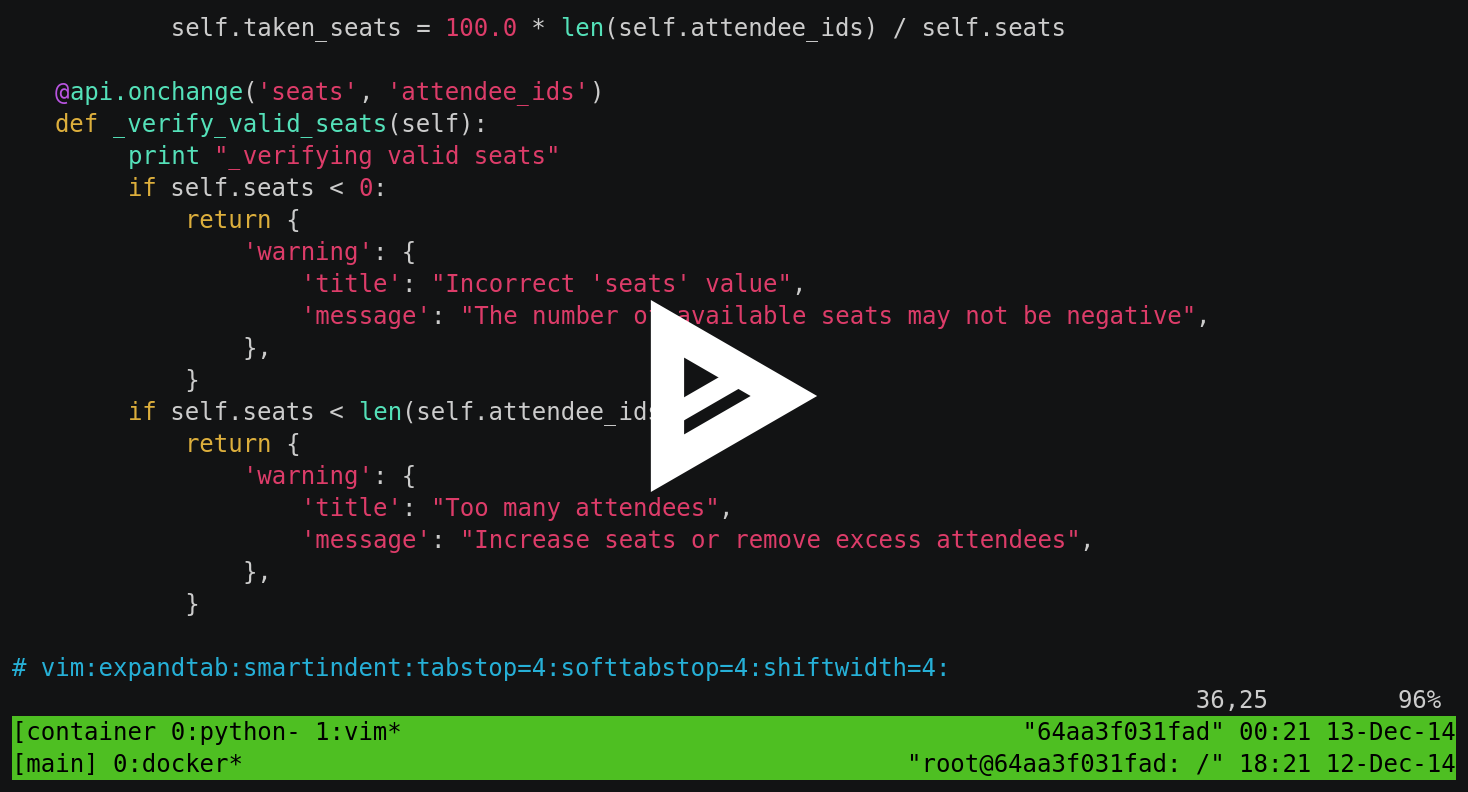 self.taken_seats = 100.0 * len(self.attendee_ids) / self.seats
@api.onchange('seats', 'attendee_ids')
def _verify_valid_seats(self):
print "_verifying valid seats"
if self.seats < 0:
return {
'warning': {
'title': "Incorrect 'seats' value",
'message': "The number of available seats may not be negative",
},
}
if self.seats < len(self.attendee_ids
return {
'warning': {
'title': "Too many attendees",
'message': "Increase seats or remove excess attendees",
},
}
# vim:expandtab:smartindent:tabstop=4:softtabstop=4:shiftwidth=4:
36,25 96%
[container 0:python- 1:vim* "64aa3f031fad" 00:21 13-Dec-14
[main] 0:docker* "root@64aa3f031fad: /" 18:21 12-Dec-14